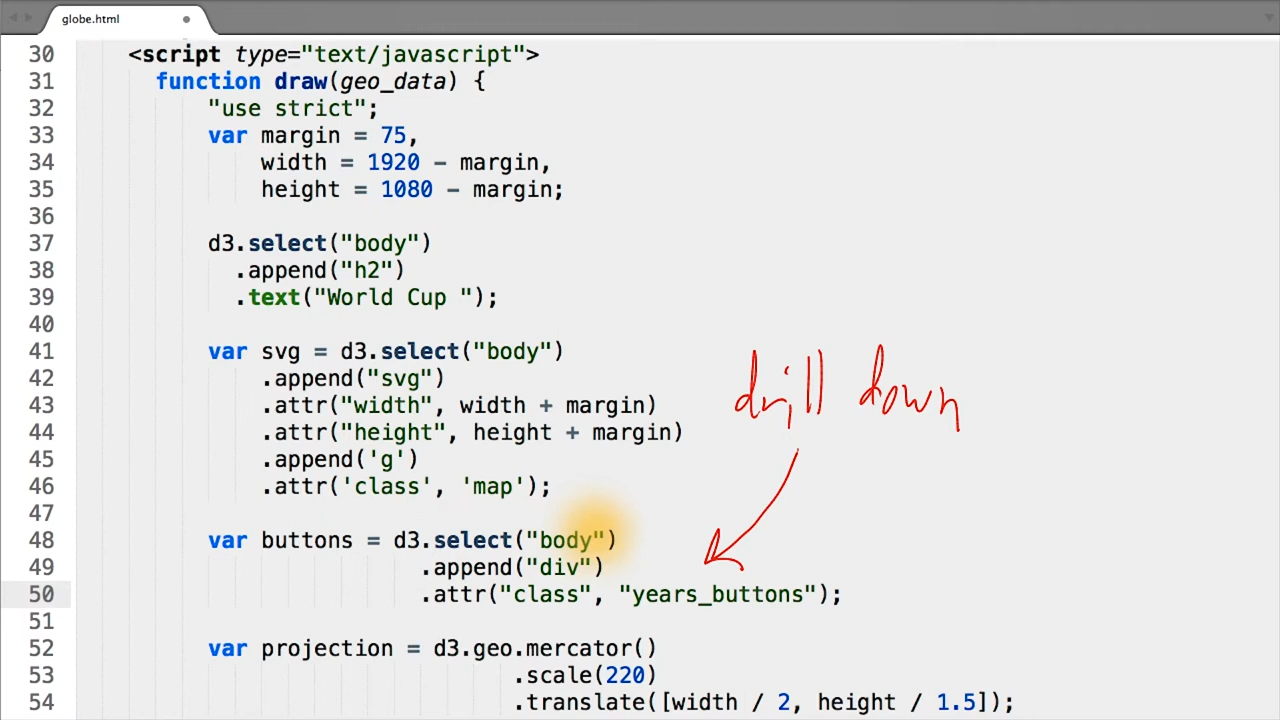 globe.html
30 <script type="text/javascript">
31 function draw(geo_data) {
32 "use strict";
33 var margin = 75,
34 width = 1920 - margin,
35 height = 1080 - margin;
36
37 d3.select("body")
38 .append("h2")
39 .text("World Cup ");
40
41 var svg = d3.select("body")
42 .append("svg")
43 .attr("width", width + margin)
44 .attr("height", height + margin)
45 .append('g')
46 .attr('class', 'map');
drill down
47
48 var buttons = d3.select("body")
49 .append("div")
50 .attr("class", "years_buttons");
51
52 var projection = d3.geo.mercator()
53 .scale(220)
54 .translate([width / 2, height / 1.5]);